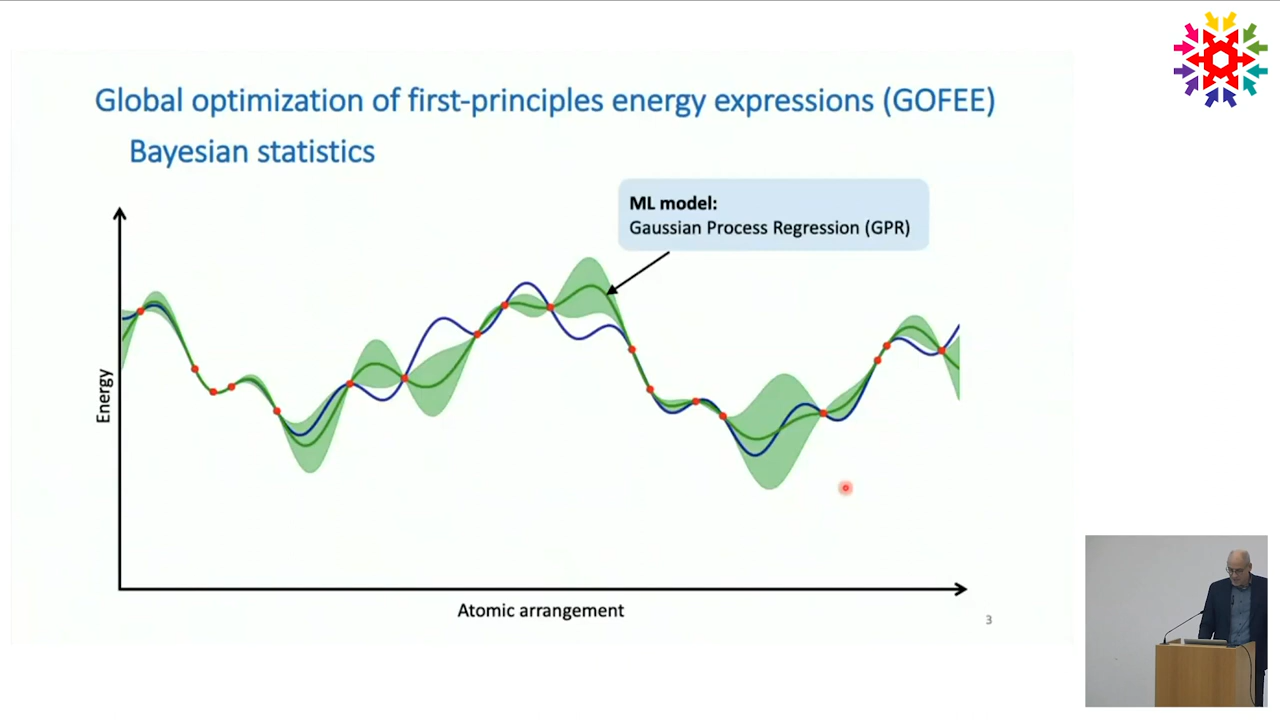 Global optimization of first-principles energy expressions (GOFEE)
Bayesian statistics
ML model:
Gaussian Process Regression (GPR)
Energy
Atomic arrangement
3